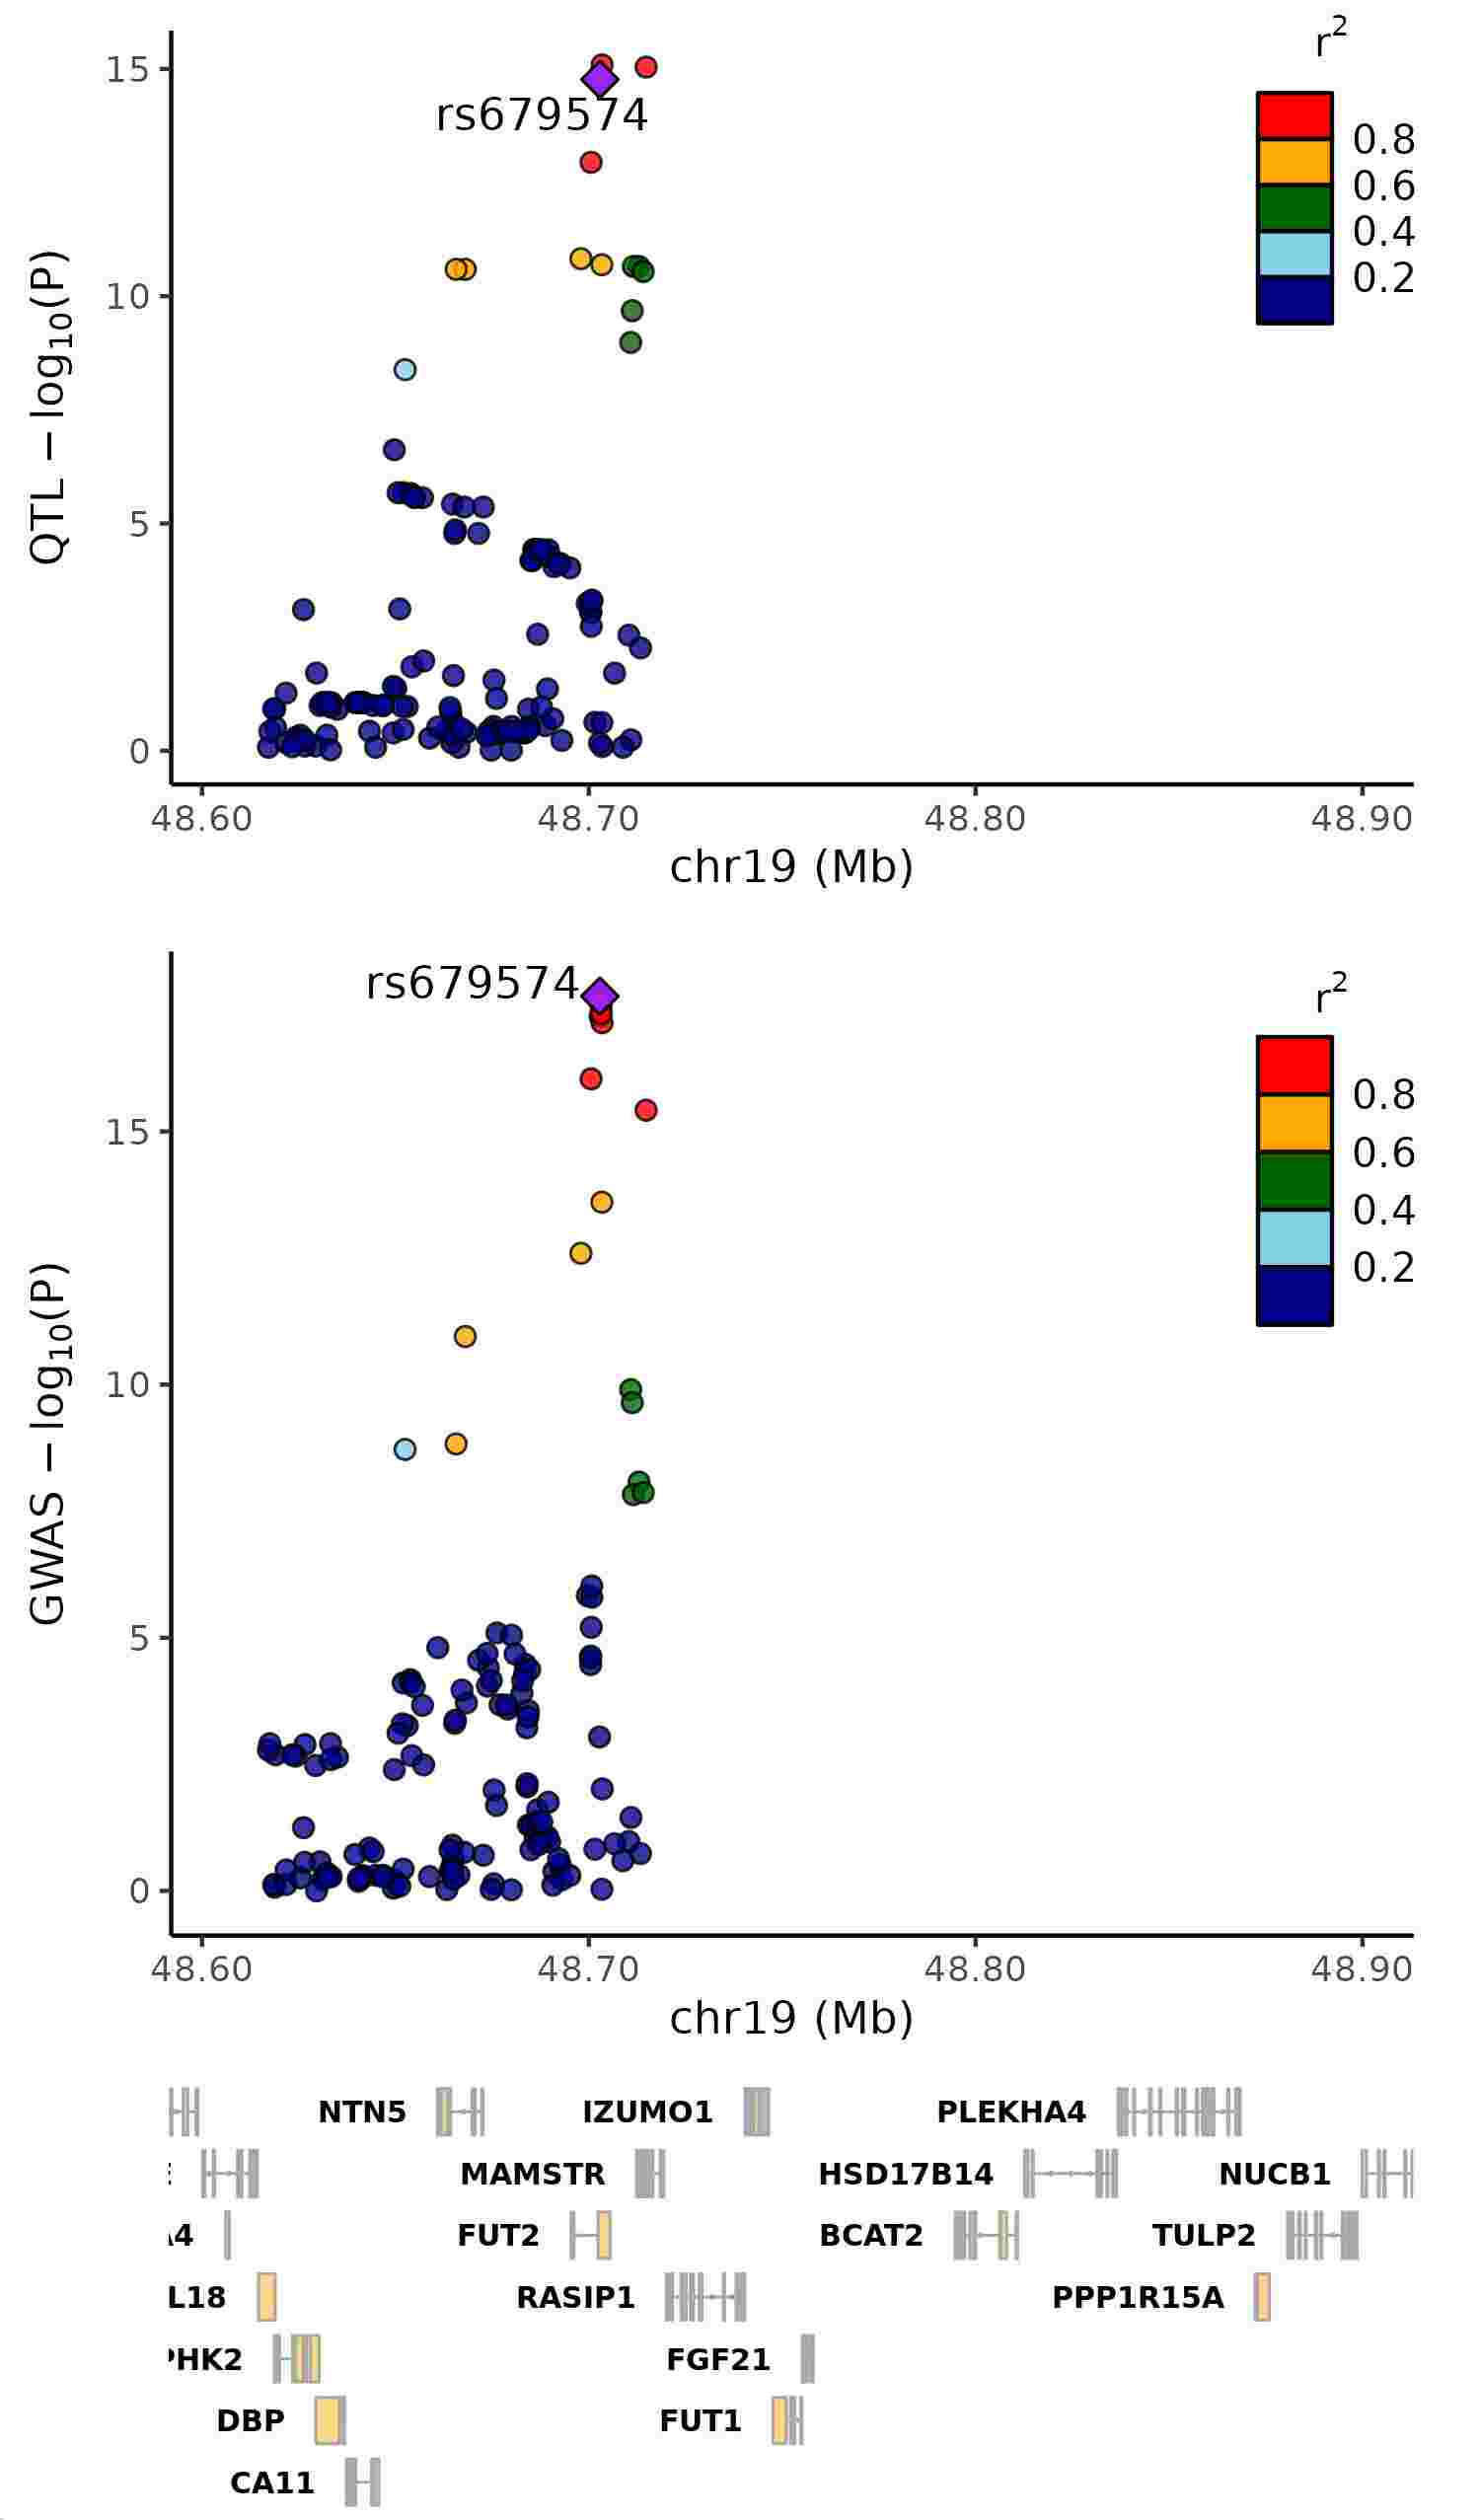 r2
15
rs679574
0.8
0.6
0.4
0.2
10
5
0
QTL −log10(P)
48.60 48.70 48.80 48.90
chr19 (Mb)
rs679574
r2
0.8
0.6
0.4
0.2
15
10
5
0
GWAS −log10(P)
48.60 48.70 48.80 48.90
chr19 (Mb)
NTN5 IZUMO1 PLEKHA4
MAMSTR HSD17B14 NUCB1
FUT2 BCAT2 TULP2
L18 RASIP1 PPP1R15A
PHK2 FGF21
DBP FUT1
CA11